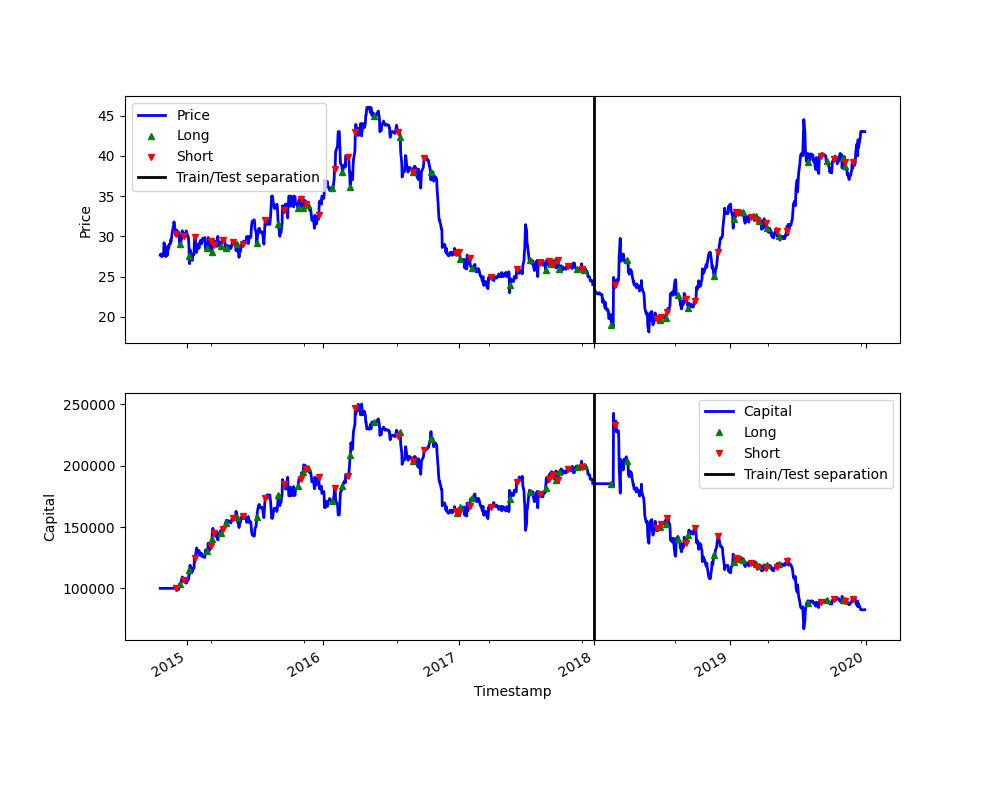 45
40
35
30
25
20
Price
Price
Long
Short
Train/Test separation
250000
200000
150000
100000
Capital
Capital
Long
Short
Train/Test separation
2015
2016
2017
2018
2019
2020
Timestamp